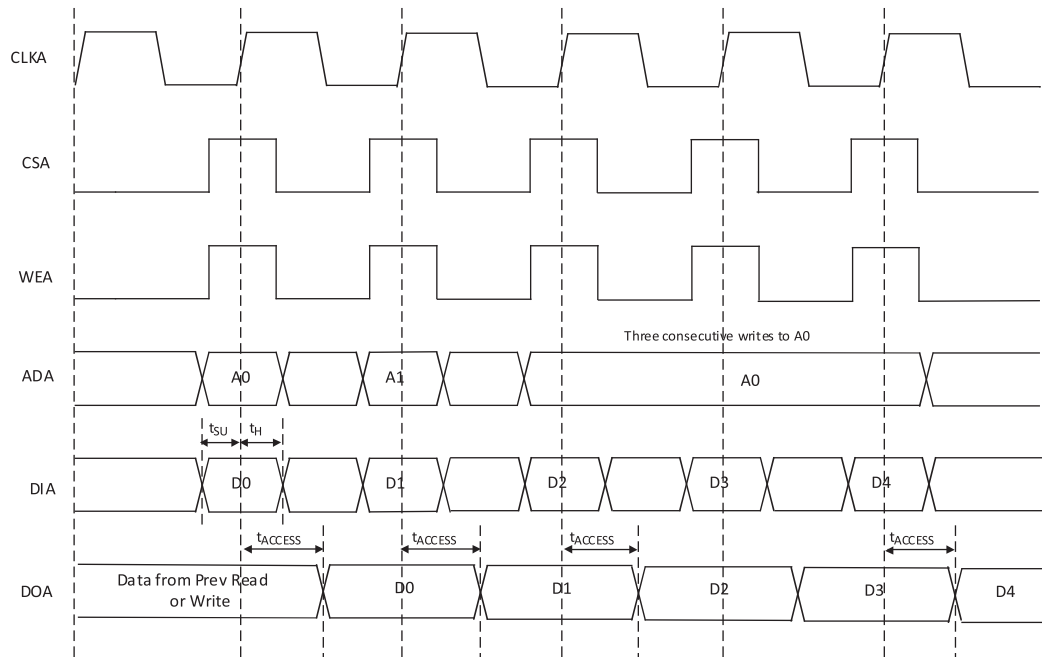 CLKA
CSA
WEA
Three consecutive writes to A0
ADA
A0
A1
A0
tSU
tH
DIA
D0
D1
D2
D3
D4
tACCESS
tACCESS
tACCESS
tACCESS
DOA
Data from Prev Read
or Write
D0
D1
D2
D3
D4